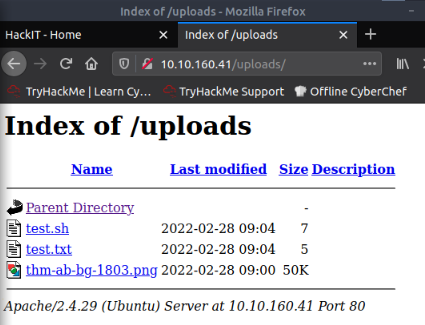 Index of /uploads - Mozilla Firefox
HackIT - Home
Index of /uploads
10.10.160.41/uploads/
TryHackMe | Learn Cy… TryHackMe Support Offline CyberChef
Index of /uploads
Name Last modified Size Description
Parent Directory -
test.sh 2022-02-28 09:04 7
test.txt 2022-02-28 09:04 5
thm-ab-bg-1803.png 2022-02-28 09:00 50K
Apache/2.4.29 (Ubuntu) Server at 10.10.160.41 Port 80